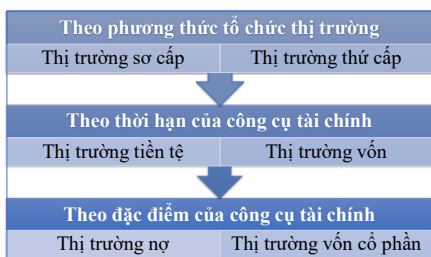 Theo phương thức tổ chức thị trường
Thị trường sơ cấp Thị trường thứ cấp
Theo thời hạn của công cụ tài chính
Thị trường tiền tệ Thị trường vốn
Theo đặc điểm của công cụ tài chính
Thị trường nợ Thị trường vốn cổ phần